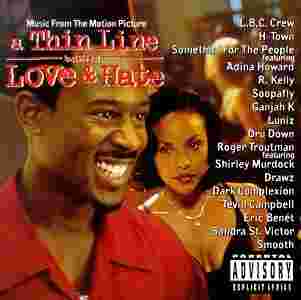 Music From The Motion Picture
a Thin Line
between
Love & Hate
L.B.C. Crew
H-Town
Something For The People
featuring
Adina Howard
R. Kelly
Soopafly
Ganjah K
Luniz
Dru Down
Roger Troutman
featuring
Shirley Murdock
Drawz
Dark Complexion
Tevin Campbell
Eric Benét
Sandra St. Victor
Smooth
PARENTAL
ADVISORY
EXPLICIT LYRICS